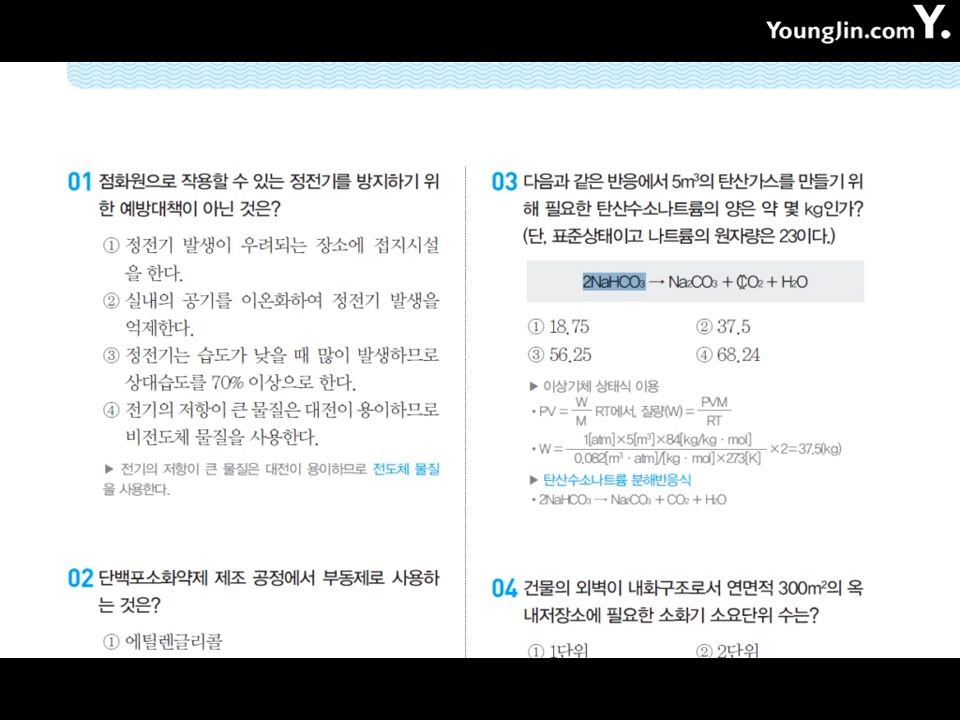 YoungJin.com Y.
01 점화원으로 작용할 수 있는 정전기를 방지하기 위
한 예방대책이 아닌 것은?
① 정전기 발생이 우려되는 장소에 접지시설
을 한다.
② 실내의 공기를 이온화하여 정전기 발생을
억제한다.
③ 정전기는 습도가 낮을 때 많이 발생하므로
상대습도를 70% 이상으로 한다.
④ 전기의 저항이 큰 물질은 대전이 용이하므로
비전도체 물질을 사용한다.
▶ 전기의 저항이 큰 물질은 대전이 용이하므로 전도체 물질
을 사용한다.
02 단백포소화약제 제조 공정에서 부동제로 사용하
는 것은?
① 에틸렌글리콜
03 다음과 같은 반응에서 5m³의 탄산가스를 만들기 위
해 필요한 탄산수소나트륨의 양은 약 몇 kg인가?
(단, 표준상태이고 나트륨의 원자량은 23이다.)
2NaHCO₃ → Na₂CO₃ + CO₂ + H₂O
① 18.75 ② 37.5
③ 56.25 ④ 68.24
▶ 이상기체 상태식 이용
• PV = W/M RT에서, 질량(W) = PVM/RT
• W = 1[atm]×5[m³]×84[kg/kg · mol] / 0.082[m³ · atm]/[kg · mol]×273[K] ×2=37.5(kg)
▶ 탄산수소나트륨 분해반응식
• 2NaHCO₃ → Na₂CO₃ + CO₂ + H₂O
04 건물의 외벽이 내화구조로서 연면적 300m²의 옥
내저장소에 필요한 소화기 소요단위 수는?
① 1단위 ② 2단위